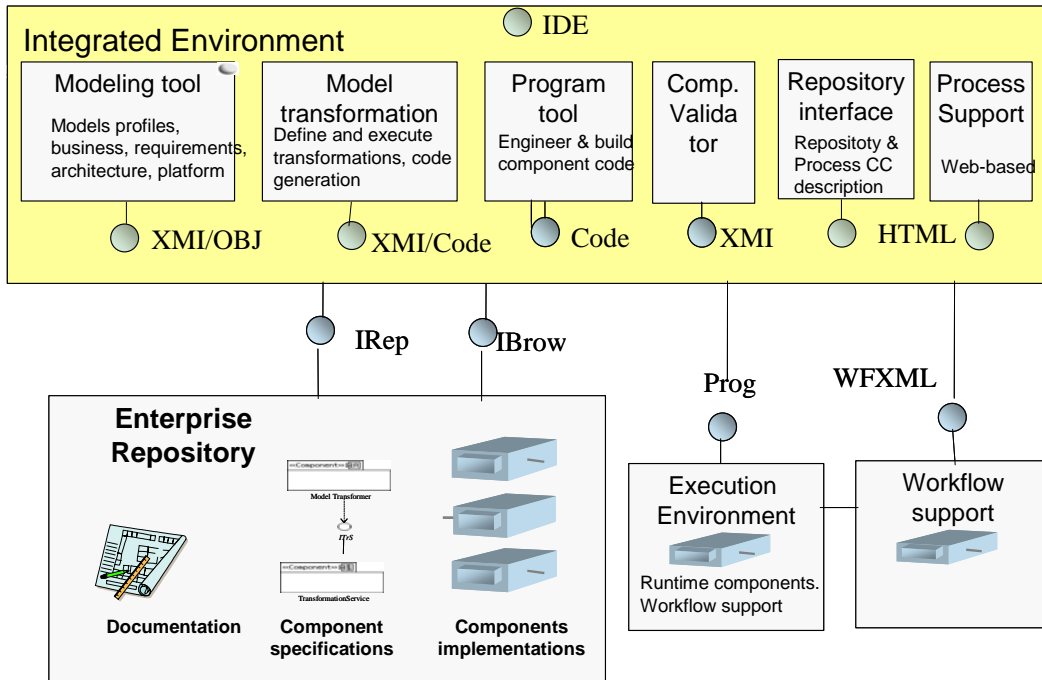 IDE
Integrated Environment
Modeling tool
Models profiles,
business, requirements,
architecture, platform
Model
transformation
Define and execute
transformations, code
generation
Program
tool
Engineer & build
component code
Comp.
Valida
tor
Repository
interface
Repositoty &
Process CC
description
Process
Support
Web-based
XMI/OBJ
XMI/Code
Code
XMI
HTML
IRep
IBrow
Prog
WFXML
Enterprise
Repository
Model Transformer
TransformationService
Documentation
Component
specifications
Components
implementations
Execution
Environment
Runtime components.
Workflow support
Workflow
support